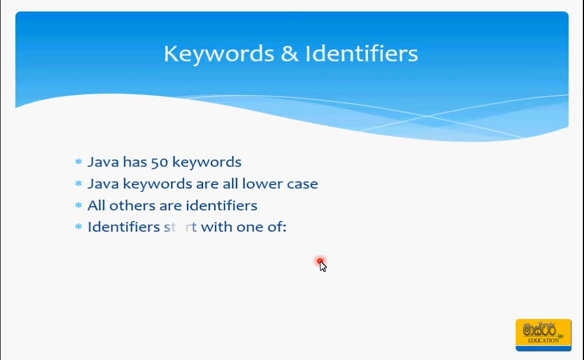 Keywords & Identifiers
Java has 50 keywords
Java keywords are all lower case
All others are identifiers
Identifiers start with one of:
EDUCATION